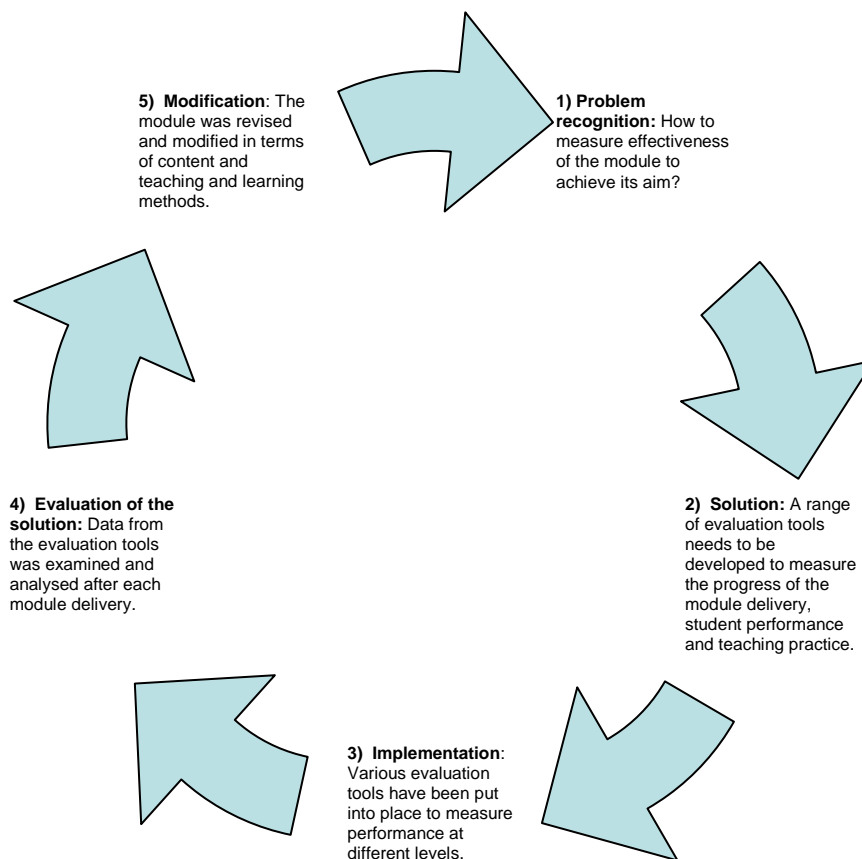 1) Problem
recognition: How to
measure effectiveness
of the module to
achieve its aim?
2) Solution: A range
of evaluation tools
needs to be
developed to measure
the progress of the
module delivery,
student performance
and teaching practice.
3) Implementation:
Various evaluation
tools have been put
into place to measure
performance at
different levels.
4) Evaluation of the
solution: Data from
the evaluation tools
was examined and
analysed after each
module delivery.
5) Modification: The
module was revised
and modified in terms
of content and
teaching and learning
methods.